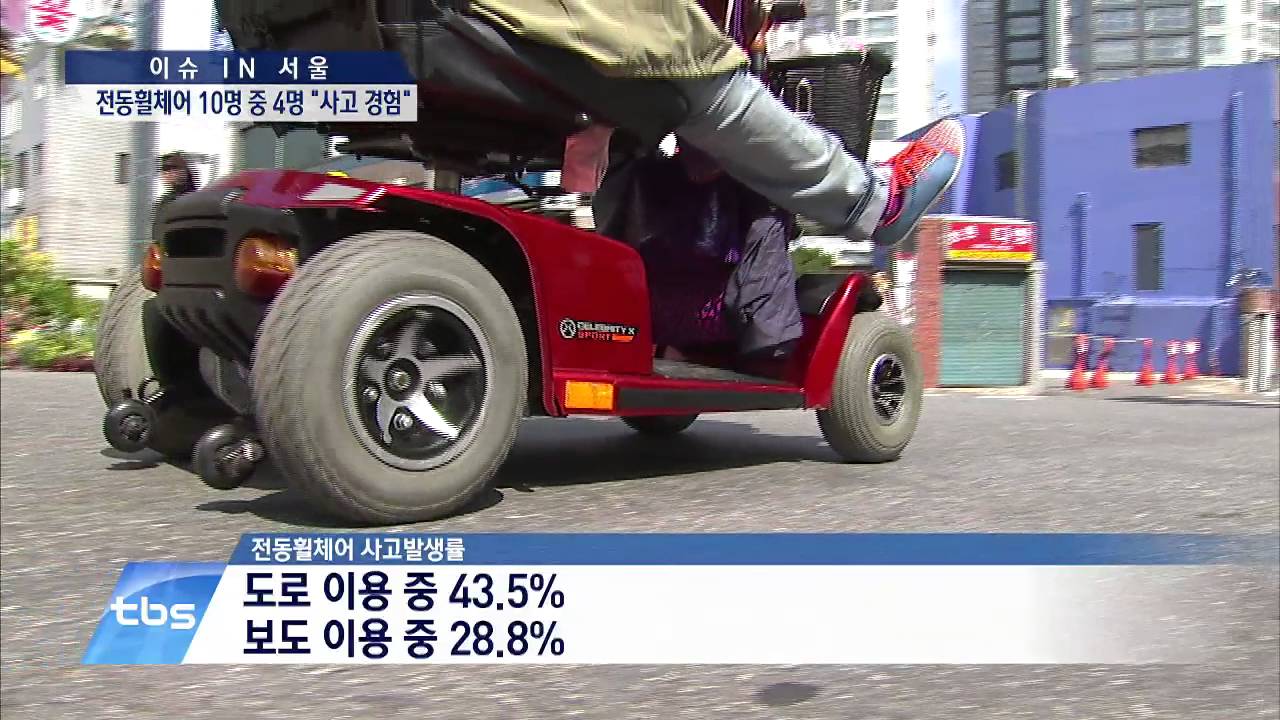 이슈 IN 서울
전동휠체어 10명 중 4명 "사고 경험"
CELEBRITY X
SPORT
전동휠체어 사고발생률
tbs
도로 이용 중 43.5%
보도 이용 중 28.8%